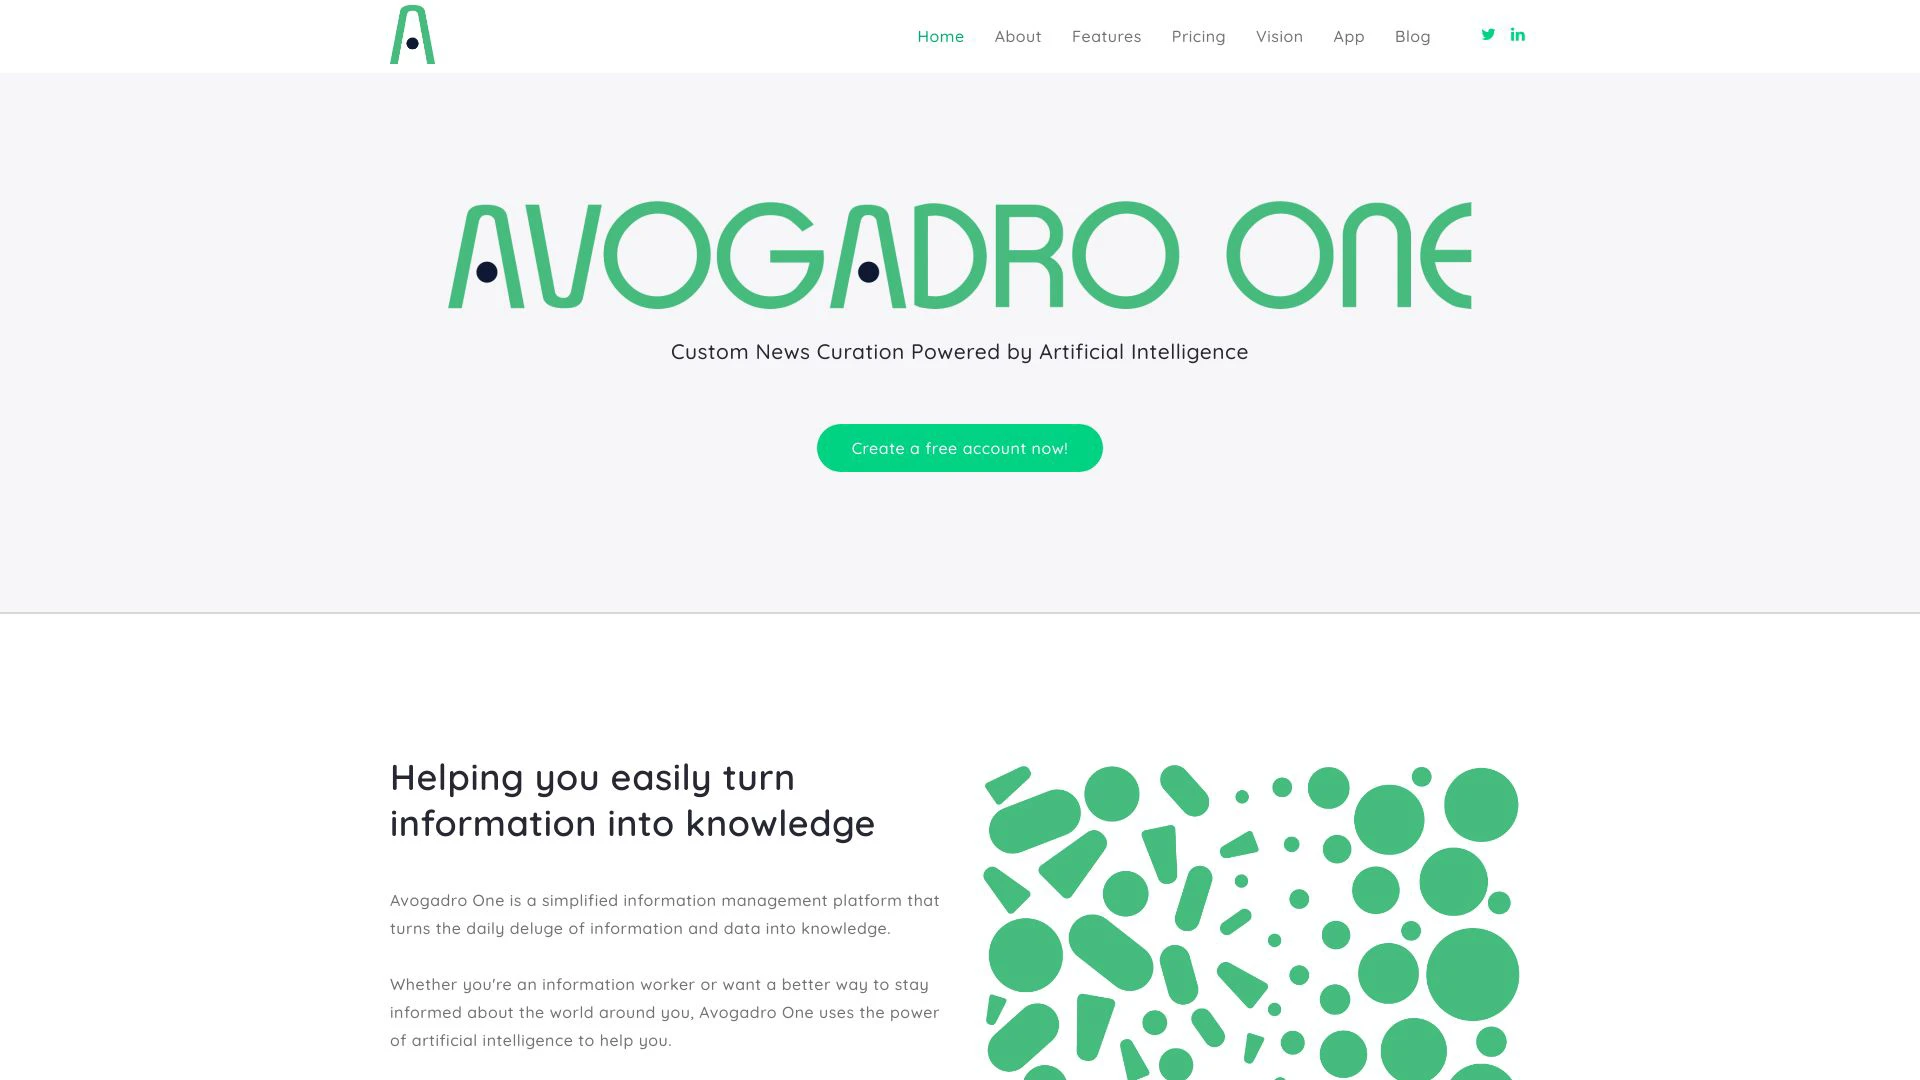 Home About Features Pricing Vision App Blog
AVOGADRO ONE
Custom News Curation Powered by Artificial Intelligence
Create a free account now!
Helping you easily turn
information into knowledge
Avogadro One is a simplified information management platform that
turns the daily deluge of information and data into knowledge.
Whether you're an information worker or want a better way to stay
informed about the world around you, Avogadro One uses the power
of artificial intelligence to help you.